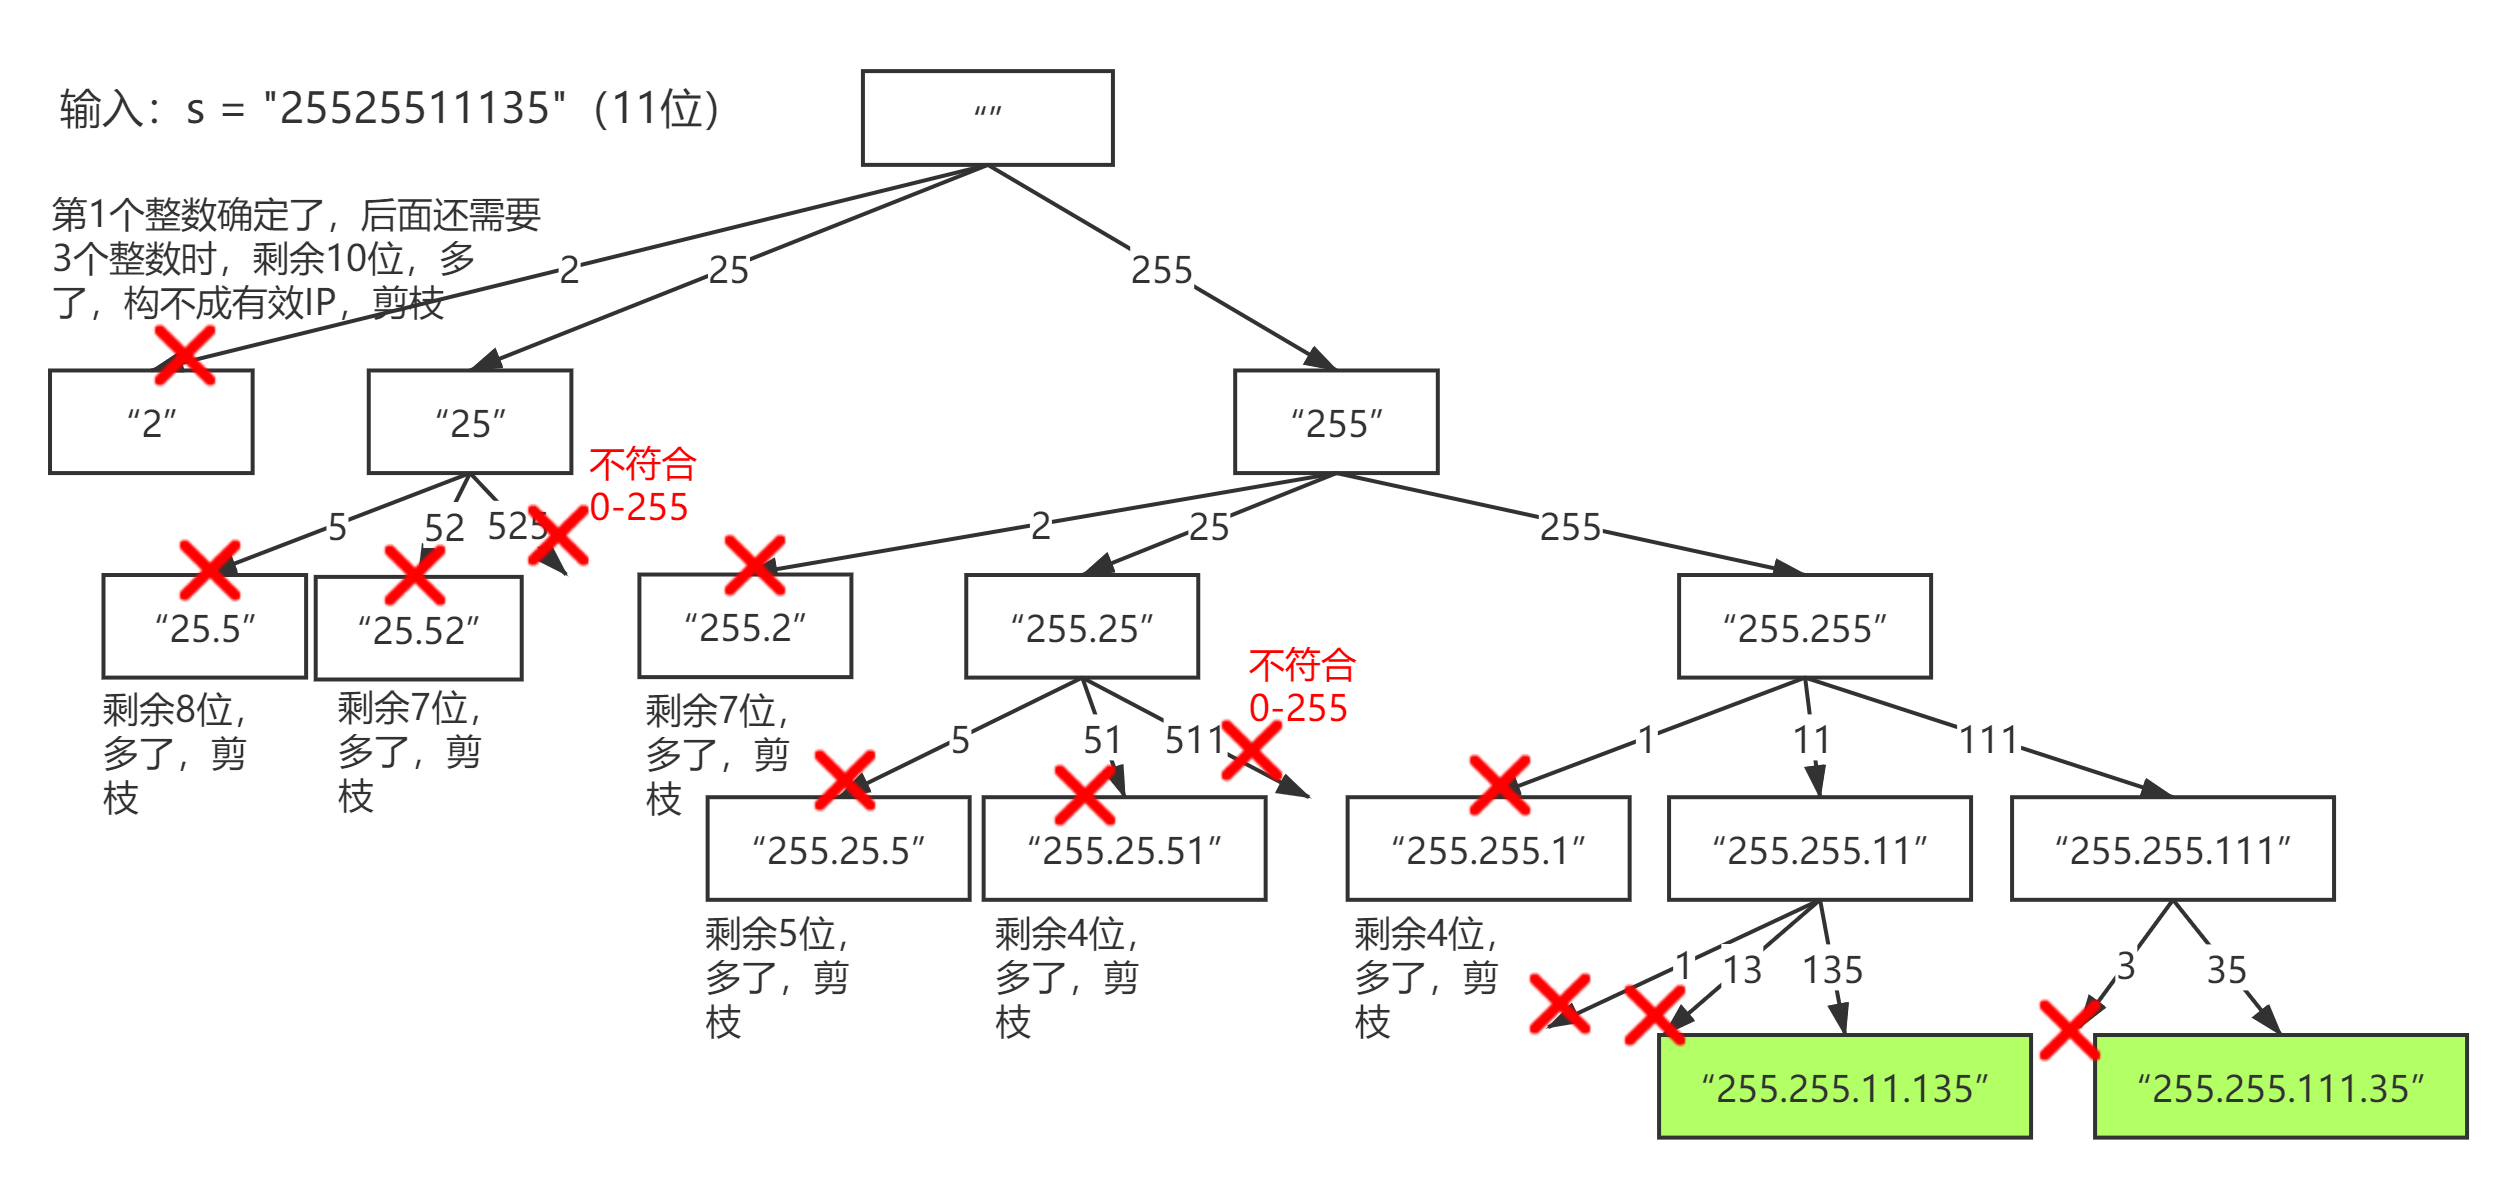 输入：s = "25525511135"（11位）
“”
第1个整数确定了，后面还需要
3个整数时，剩余10位，多
了，构不成有效IP，剪枝
2
25
255
“2”
“25”
“255”
不符合
0-255
5
52
525
2
25
255
“25.5”
“25.52”
“255.2”
“255.25”
“255.255”
剩余8位，
多了，剪
枝
剩余7位，
多了，剪
枝
剩余7位，
多了，剪
枝
不符合
0-255
5
51
511
1
11
111
“255.25.5”
“255.25.51”
“255.255.1”
“255.255.11”
“255.255.111”
剩余5位，
多了，剪
枝
剩余4位，
多了，剪
枝
剩余4位，
多了，剪
枝
1
13
135
3
35
“255.255.11.135”
“255.255.111.35”